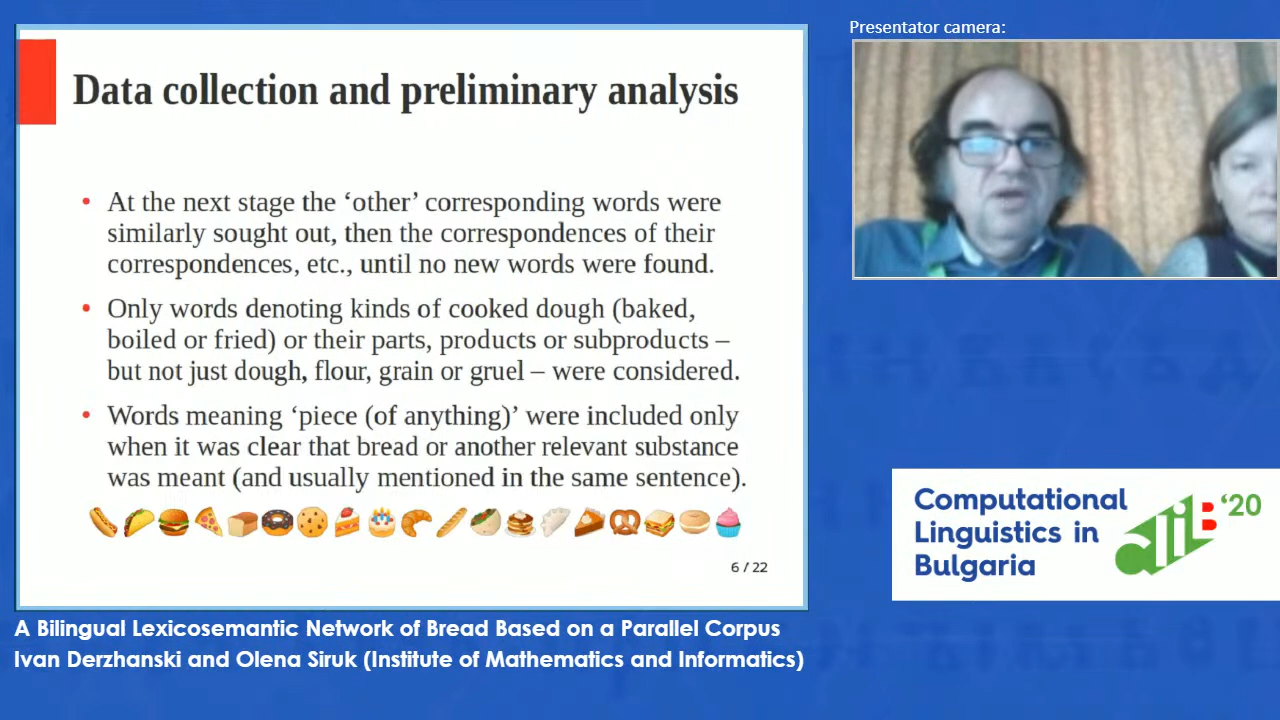 Presentator camera:
Data collection and preliminary analysis
At the next stage the ‘other’ corresponding words were
similarly sought out, then the correspondences of their
correspondences, etc., until no new words were found.
Only words denoting kinds of cooked dough (baked,
boiled or fried) or their parts, products or subproducts –
but not just dough, flour, grain or gruel – were considered.
Words meaning ‘piece (of anything)’ were included only
when it was clear that bread or another relevant substance
was meant (and usually mentioned in the same sentence).
6 / 22
Computational
Linguistics in
Bulgaria
clIB ‘20
A Bilingual Lexicosemantic Network of Bread Based on a Parallel Corpus
Ivan Derzhanski and Olena Siruk (Institute of Mathematics and Informatics)